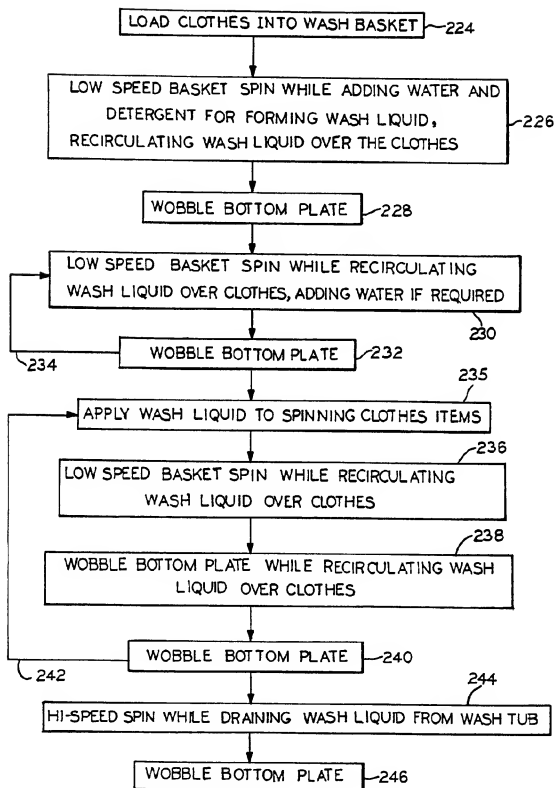 LOAD CLOTHES INTO WASH BASKET
224
LOW SPEED BASKET SPIN WHILE ADDING WATER AND
DETERGENT FOR FORMING WASH LIQUID,
RECIRCULATING WASH LIQUID OVER THE CLOTHES
226
WOBBLE BOTTOM PLATE
228
LOW SPEED BASKET SPIN WHILE RECIRCULATING
WASH LIQUID OVER CLOTHES, ADDING WATER IF REQUIRED
230
WOBBLE BOTTOM PLATE
232
234
235
APPLY WASH LIQUID TO SPINNING CLOTHES ITEMS
236
LOW SPEED BASKET SPIN WHILE RECIRCULATING
WASH LIQUID OVER CLOTHES
238
WOBBLE BOTTOM PLATE WHILE RECIRCULATING WASH
LIQUID OVER CLOTHES
WOBBLE BOTTOM PLATE
240
242
244
HI-SPEED SPIN WHILE DRAINING WASH LIQUID FROM WASH TUB
WOBBLE BOTTOM PLATE
246